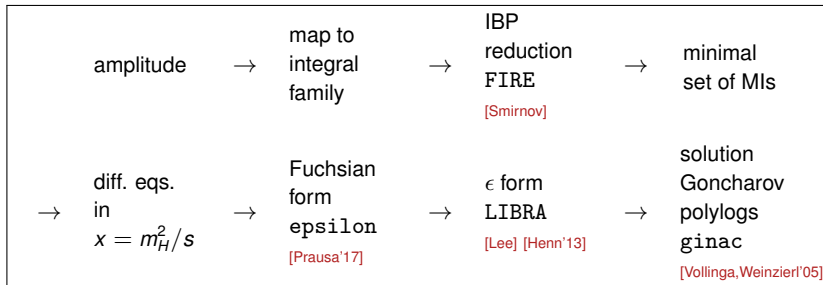 amplitude → map to integral family → IBP reduction FIRE [Smirnov] → minimal set of MIs
→ diff. eqs. in x = m_H^2/s → Fuchsian form epsilon [Prausa'17] → ϵ form LIBRA [Lee] [Henn'13] → solution Goncharov polylogs ginac [Vollinga,Weinzierl'05]